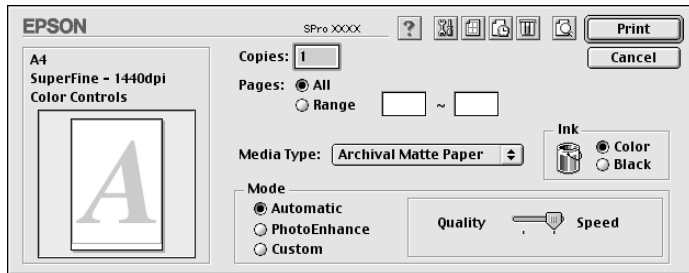 EPSON
SPro XXXX
?
Print
Cancel
A4
SuperFine - 1440dpi
Color Controls
A
Copies: 1
Pages: All
Range ~
Media Type: Archival Matte Paper
Ink
Color
Black
Mode
Automatic
PhotoEnhance
Custom
Quality Speed